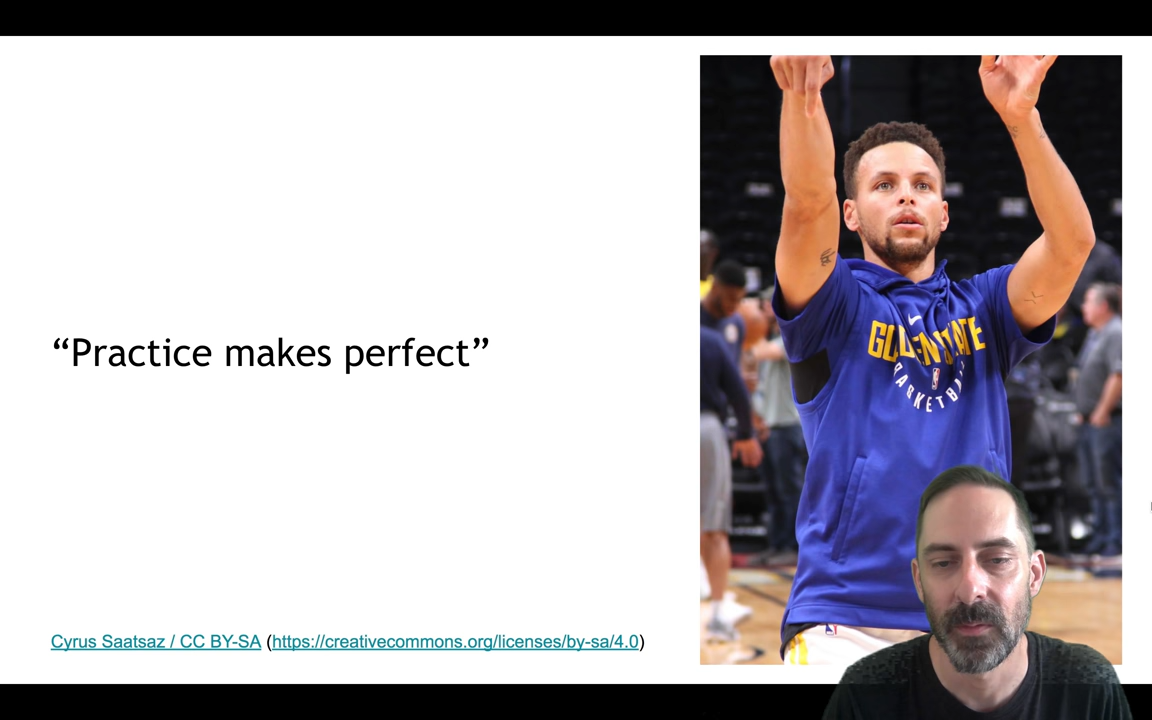 “Practice makes perfect”
GOLDEN STATE
BASKETBALL
Cyrus Saatsaz / CC BY-SA (https://creativecommons.org/licenses/by-sa/4.0)